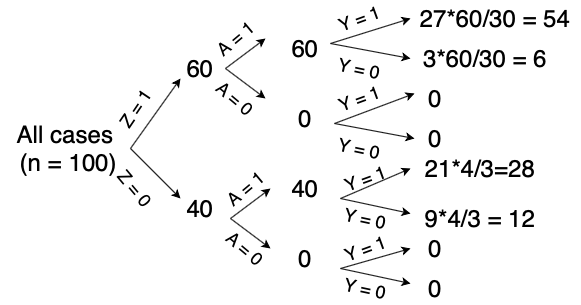 All cases
(n = 100)
Z = 1
Z = 0
60
40
A = 1
A = 0
A = 1
A = 0
60
0
40
0
Y = 1
Y = 0
Y = 1
Y = 0
Y = 1
Y = 0
Y = 1
Y = 0
27*60/30 = 54
3*60/30 = 6
0
0
21*4/3=28
9*4/3 = 12
0
0